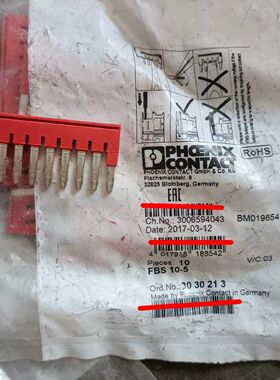 PHOENIX
CONTACT
RoHS
PHOENIX CONTACT GmbH & Co. KG
Flachsmarktstr. 8
32825 Blomberg, Germany
EAC
Ch.No.: 3006594043
BM019654
Date: 2017-03-12
4 017918 188542
Pieces: 10
V/C:03
FBS 10-5
Ord.No.: 30 30 21 3
Made by Phoenix Contact in Germany